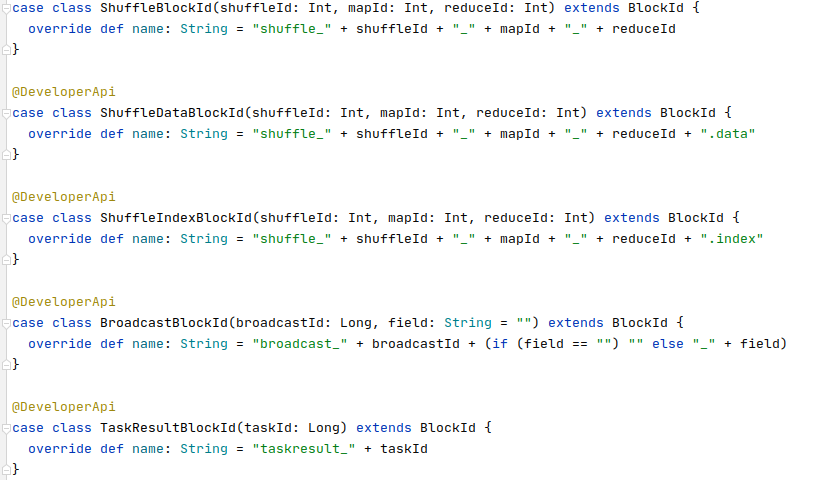 case class ShuffleBlockId(shuffleId: Int, mapId: Int, reduceId: Int) extends BlockId {
  override def name: String = "shuffle_" + shuffleId + "_" + mapId + "_" + reduceId
}
@DeveloperApi
case class ShuffleDataBlockId(shuffleId: Int, mapId: Int, reduceId: Int) extends BlockId {
  override def name: String = "shuffle_" + shuffleId + "_" + mapId + "_" + reduceId + ".data"
}
@DeveloperApi
case class ShuffleIndexBlockId(shuffleId: Int, mapId: Int, reduceId: Int) extends BlockId {
  override def name: String = "shuffle_" + shuffleId + "_" + mapId + "_" + reduceId + ".index"
}
@DeveloperApi
case class BroadcastBlockId(broadcastId: Long, field: String = "") extends BlockId {
  override def name: String = "broadcast_" + broadcastId + (if (field == "") "" else "_" + field)
}
@DeveloperApi
case class TaskResultBlockId(taskId: Long) extends BlockId {
  override def name: String = "taskresult_" + taskId
}